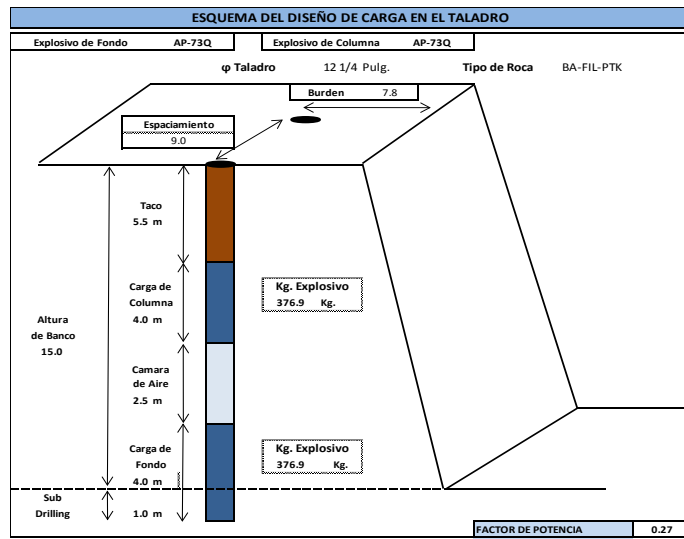 ESQUEMA DEL DISEÑO DE CARGA EN EL TALADRO
Explosivo de Fondo AP-73Q Explosivo de Columna AP-73Q
φ Taladro 12 1/4 Pulg. Tipo de Roca BA-FIL-PTK
Burden 7.8
Espaciamiento
9.0
Taco
5.5 m
Carga de
Columna
4.0 m
Kg. Explosivo
376.9 Kg.
Altura
de Banco
15.0
Camara
de Aire
2.5 m
Carga de
Fondo
4.0 m
Kg. Explosivo
376.9 Kg.
Sub
Drilling
1.0 m
FACTOR DE POTENCIA 0.27